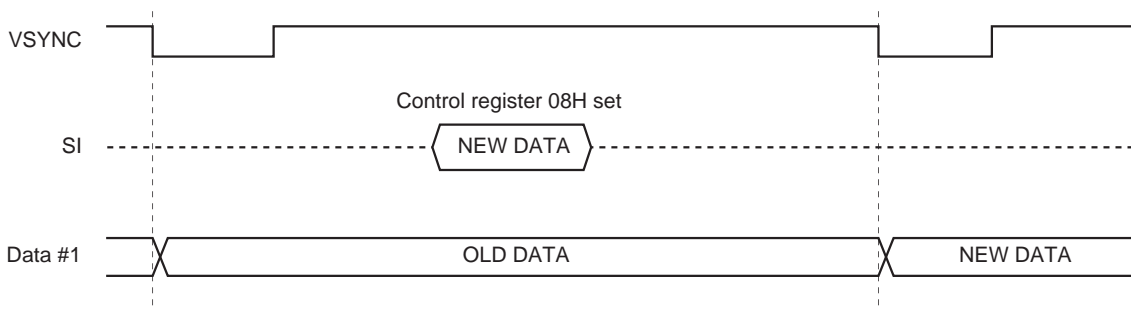 VSYNC
Control register 08H set
SI
NEW DATA
Data #1
OLD DATA
NEW DATA